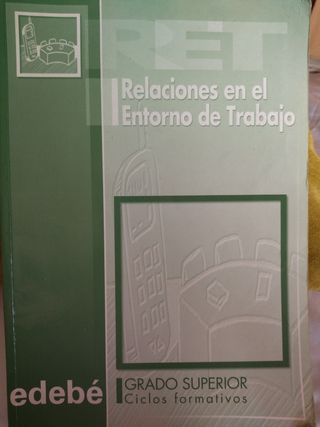 RET
Relaciones en el
Entorno de Trabajo
edebé
GRADO SUPERIOR
Ciclos formativos